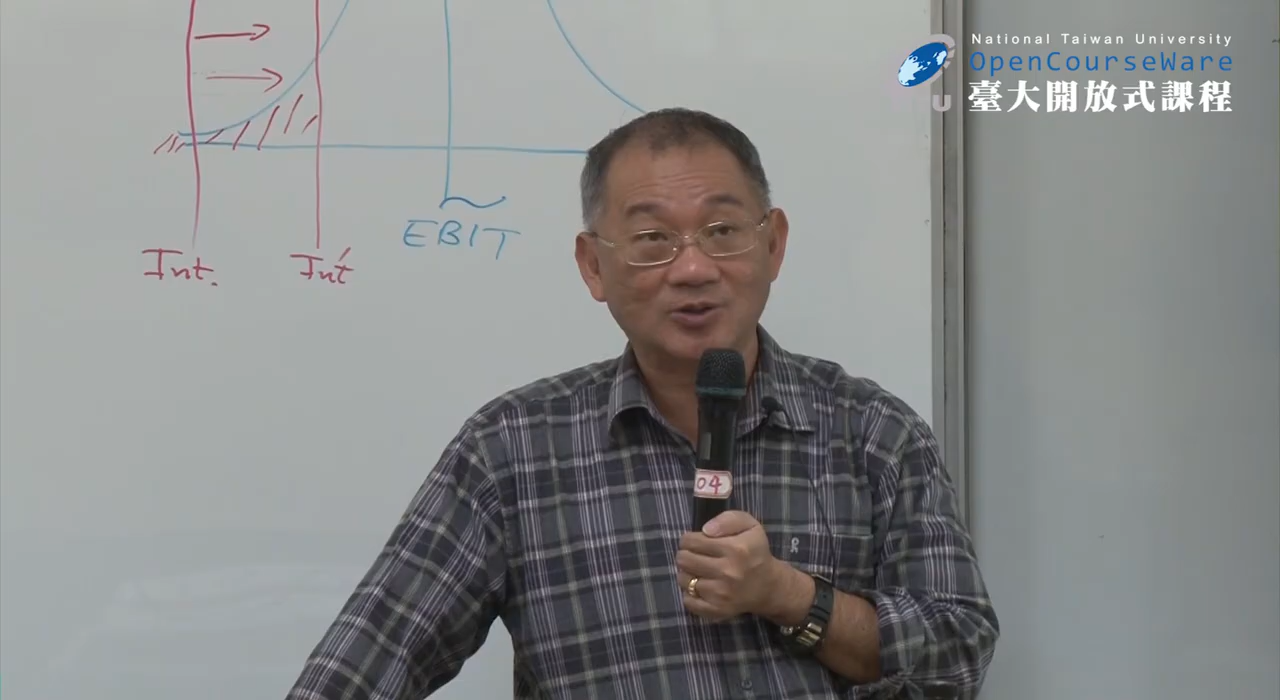 National Taiwan University
OpenCourseWare
臺大開放式課程
U
EBIT
Int.
Int'
04
R